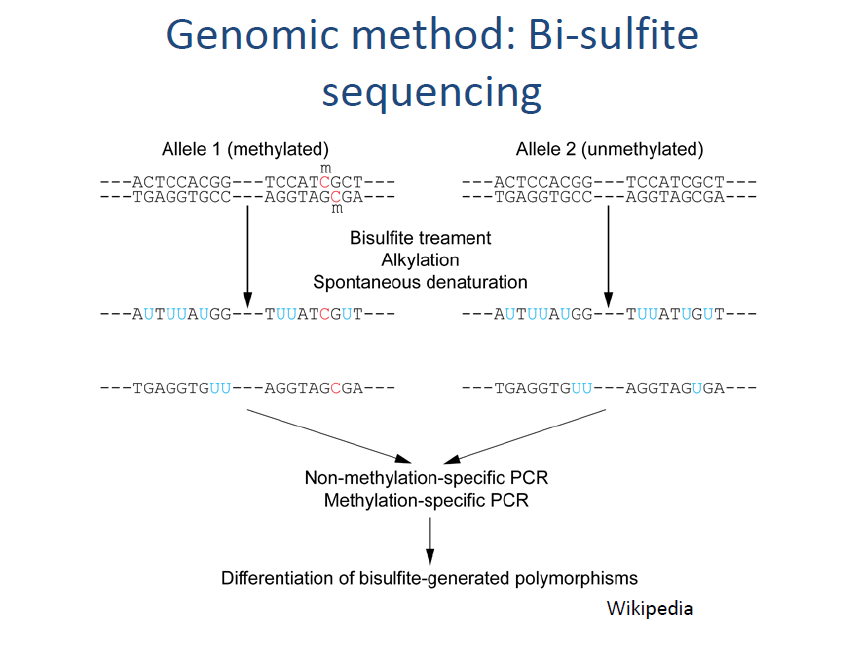 Genomic method: Bi-sulfite
sequencing
Allele 1 (methylated)
Allele 2 (unmethylated)
m
---ACTCCACGG---TCCATCGCT---
---ACTCCACGG---TCCATCGCT---
---TGAGGTGCC---AGGTAGCGA---
---TGAGGTGCC---AGGTAGCGA---
m
Bisulfite treament
Alkylation
Spontaneous denaturation
---AUTUUAUGG---TUUATCGUT---
---AUTUUAUGG---TUUATUGUT---
---TGAGGTGUU---AGGTAGCGA---
---TGAGGTGUU---AGGTAGUGA---
Non-methylation-specific PCR
Methylation-specific PCR
Differentiation of bisulfite-generated polymorphisms
Wikipedia